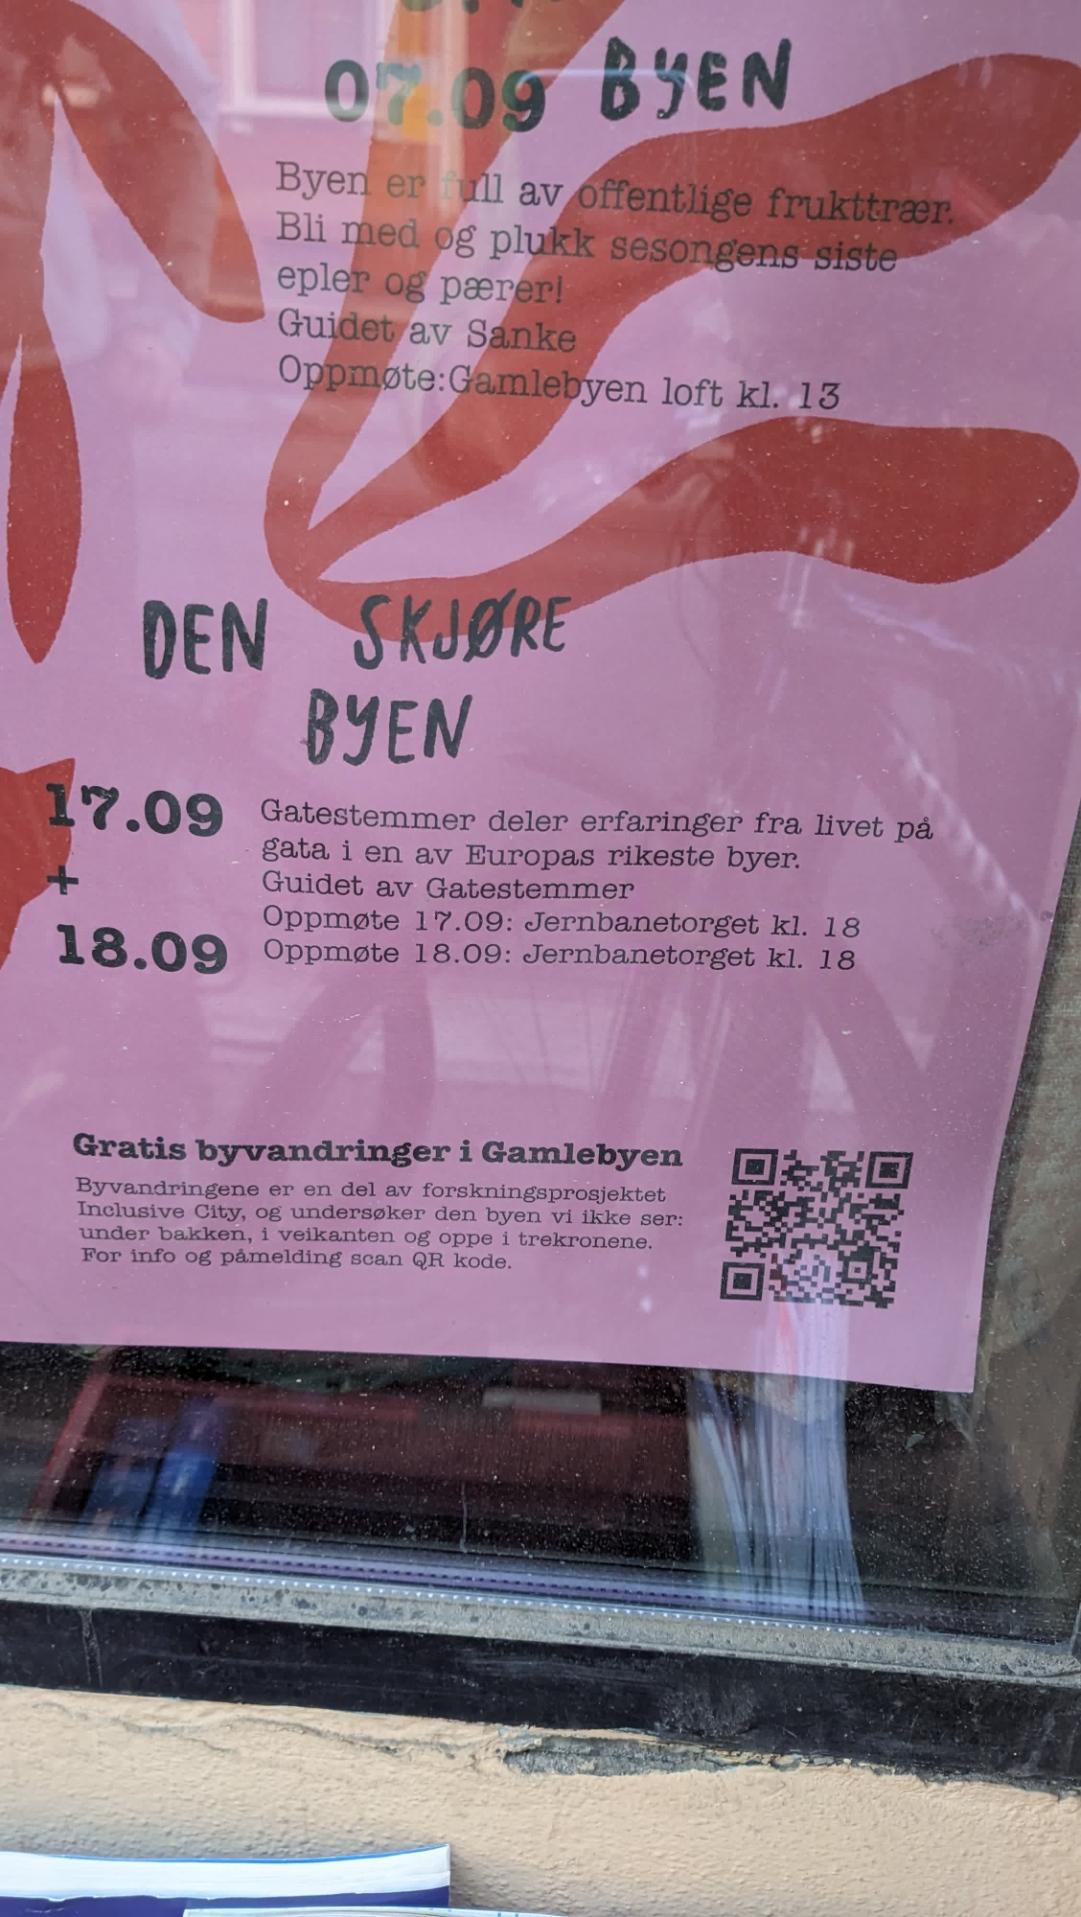 07.09 BYEN
Byen er full av offentlige frukttrær.
Bli med og plukk sesongens siste
epler og pærer!
Guidet av Sanke
Oppmøte:Gamlebyen loft kl. 13
DEN SKJØRE
BYEN
17.09
+
18.09
Gatestemmer deler erfaringer fra livet på
gata i en av Europas rikeste byer.
Guidet av Gatestemmer
Oppmøte 17.09: Jernbanetorget kl. 18
Oppmøte 18.09: Jernbanetorget kl. 18
Gratis byvandringer i Gamlebyen
Byvandringene er en del av forskningsprosjektet
Inclusive City, og undersøker den byen vi ikke ser:
under bakken, i veikanten og oppe i trekronene.
For info og påmelding scan QR kode.